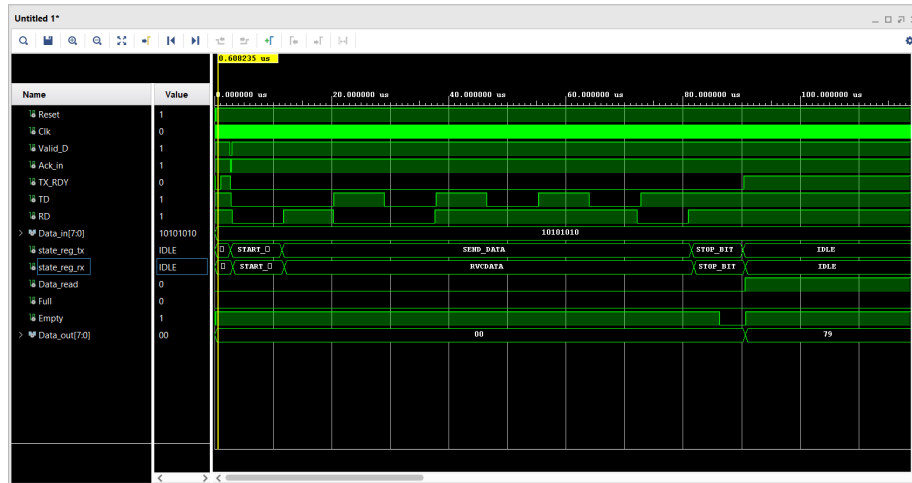 Untitled 1*
0.608235 us
Name Value 0.000000 us 20.000000 us 40.000000 us 60.000000 us 80.000000 us 100.000000 us
Reset 1
Clk 0
Valid_D 1
Ack_in 1
TX_RDY 0
TD 1
RD 1
> Data_in[7:0] 10101010 10101010
state_reg_tx IDLE START_ SEND_DATA STOP_BIT IDLE
state_reg_rx IDLE START_ RVCDATA STOP_BIT IDLE
Data_read 0
Full 0
Empty 1
> Data_out[7:0] 00 00 79